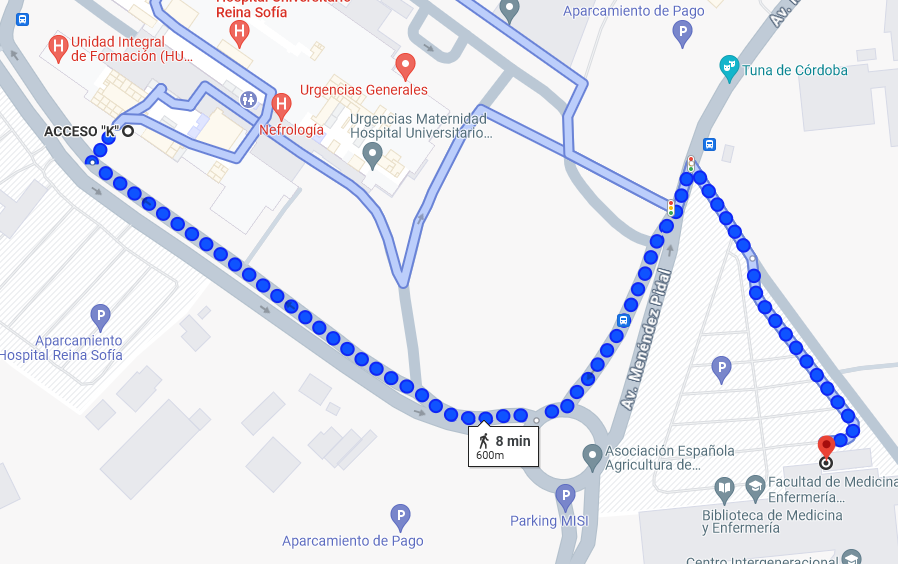 Hospital Universitario
Reina Sofía
Aparcamiento de Pago
Av.
H
Unidad Integral
de Formación (HU...
H
Urgencias Generales
P
Tuna de Córdoba
ACCESO "K"
H
Nefrología
Urgencias Maternidad
Hospital Universitario...
P
Aparcamiento
Hospital Reina Sofía
Av. Menéndez Pidal
P
8 min
600m
Asociación Española
Agricultura de...
P
Parking MISI
P
Aparcamiento de Pago
Facultad de Medicina
Enfermería...
Biblioteca de Medicina
y Enfermería
Centro Intergeneracional